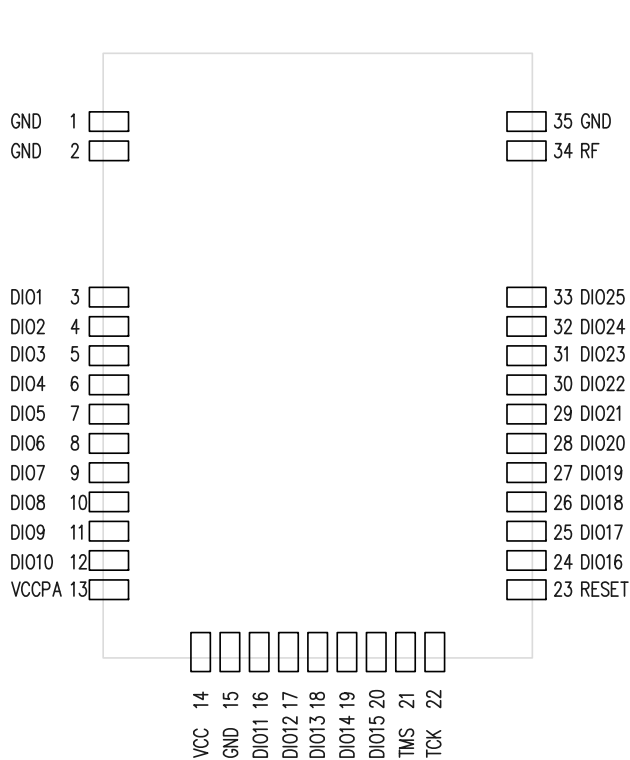 GND 1
GND 2
DIO1 3
DIO2 4
DIO3 5
DIO4 6
DIO5 7
DIO6 8
DIO7 9
DIO8 10
DIO9 11
DIO10 12
VCCPA 13
VCC 14
GND 15
DIO11 16
DIO12 17
DIO13 18
DIO14 19
DIO15 20
TMS 21
TCK 22
35 GND
34 RF
33 DIO25
32 DIO24
31 DIO23
30 DIO22
29 DIO21
28 DIO20
27 DIO19
26 DIO18
25 DIO17
24 DIO16
23 RESET